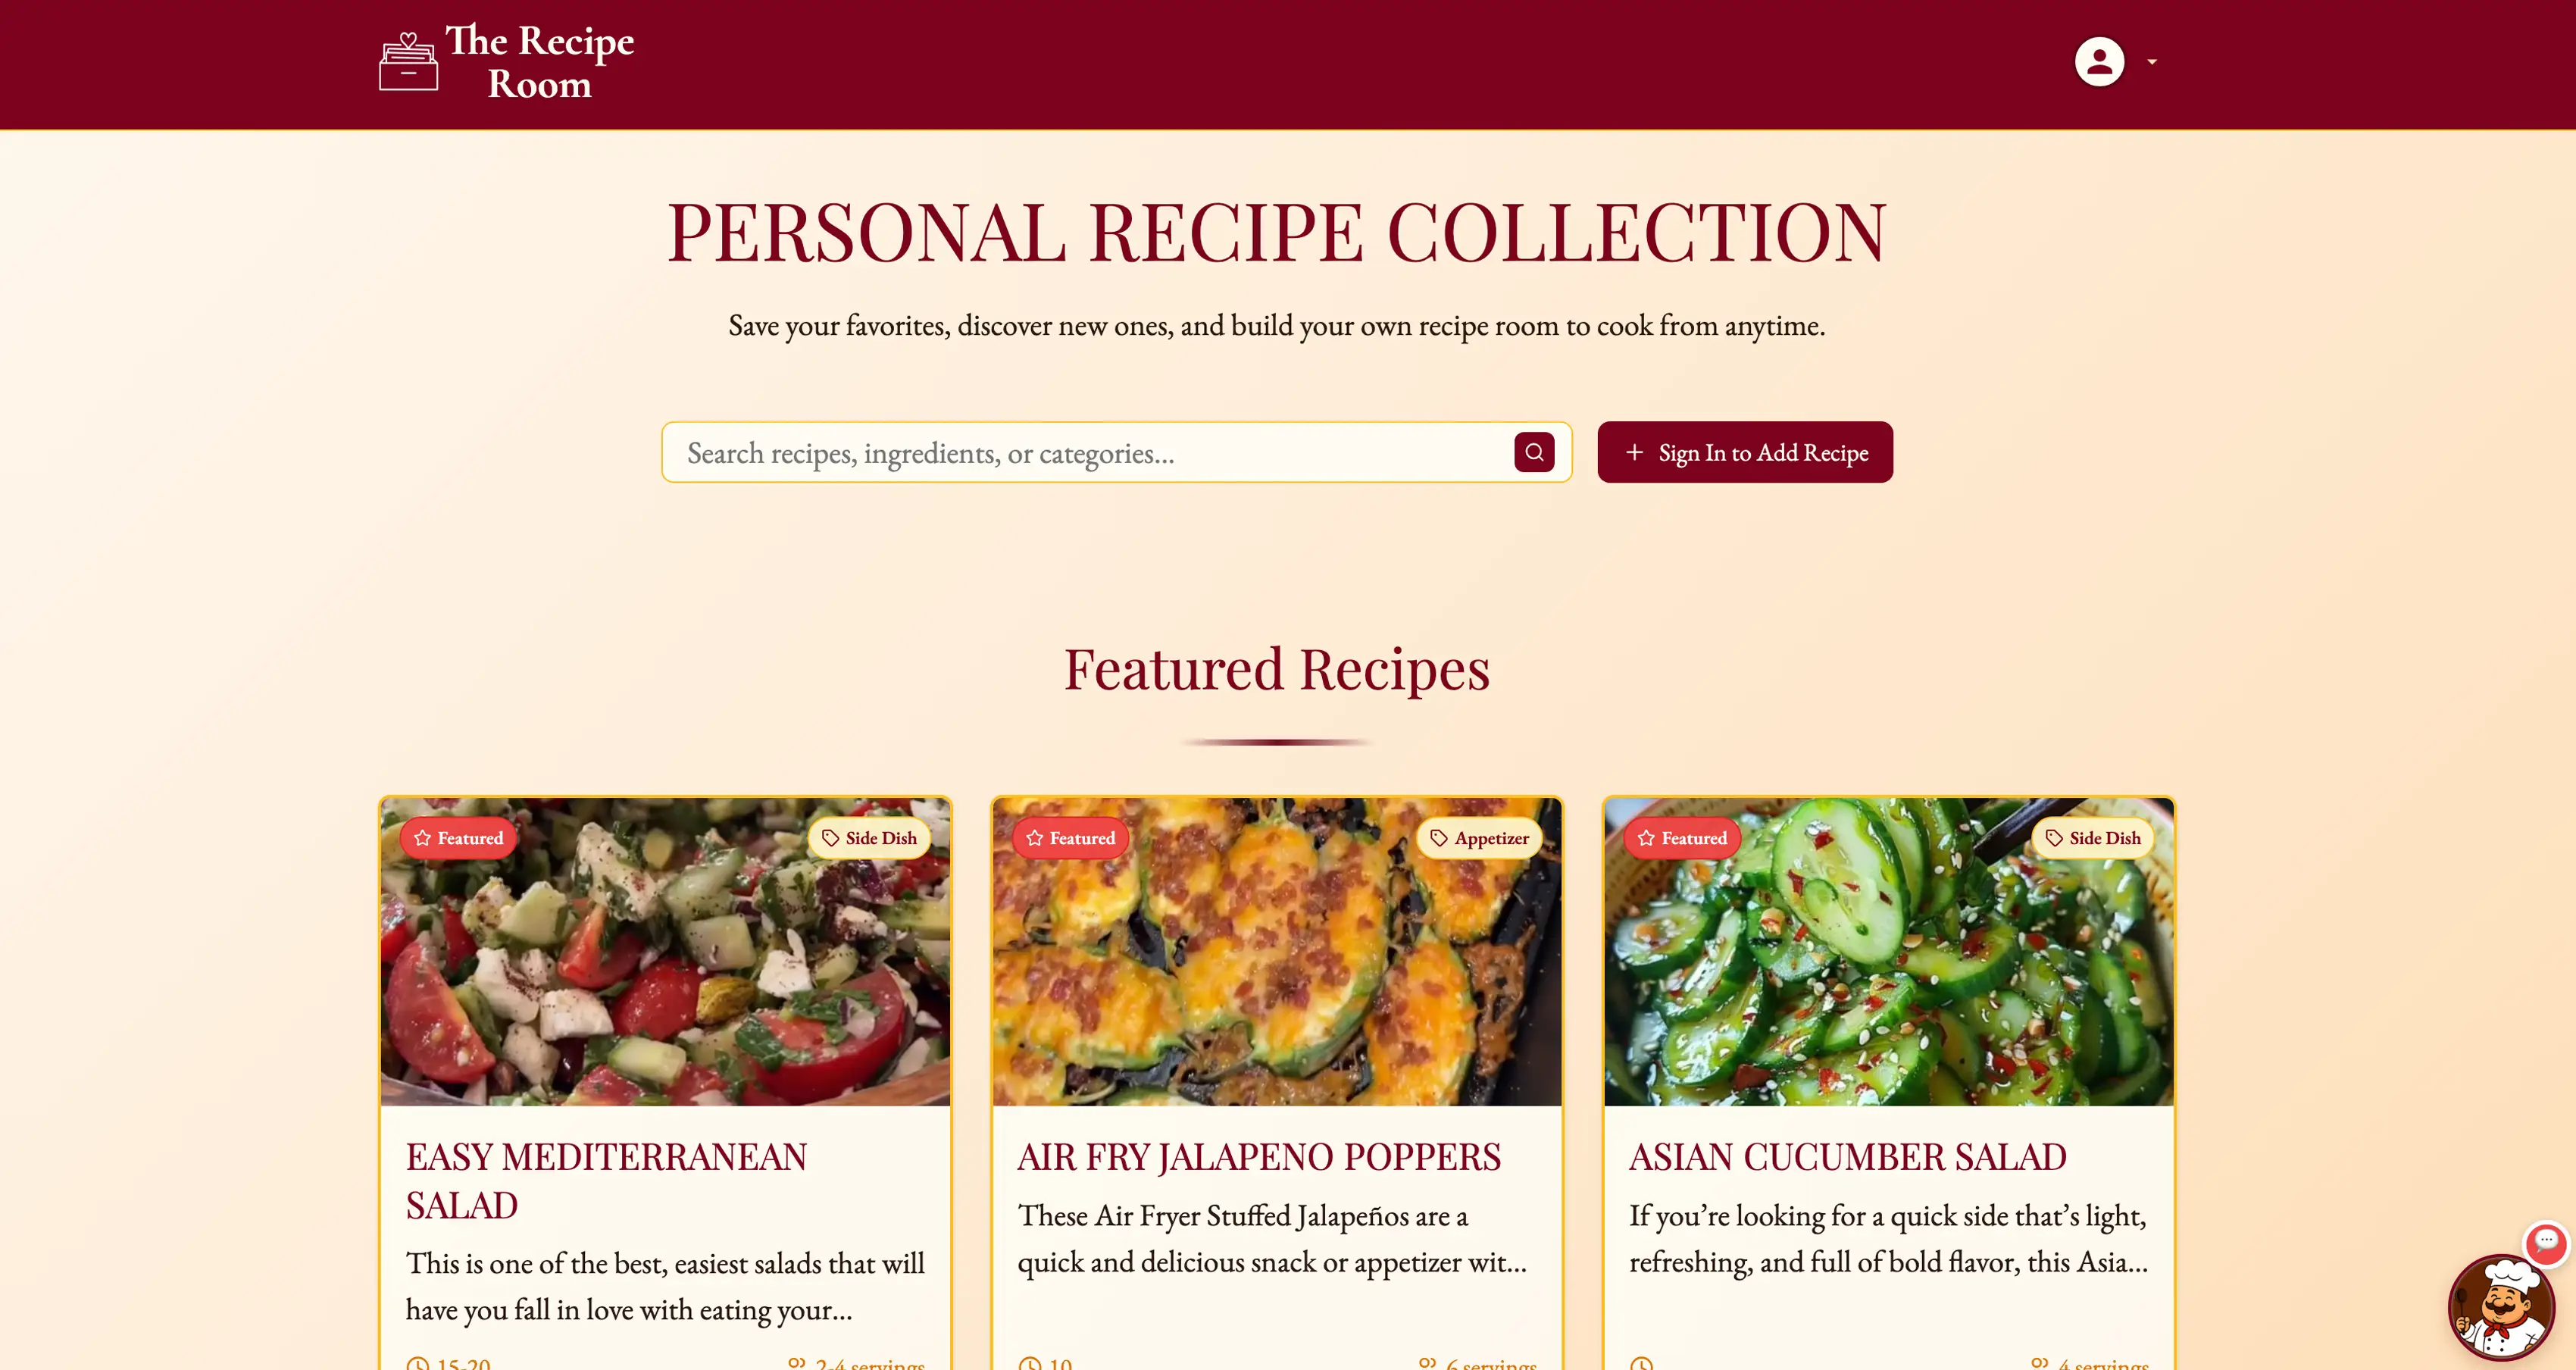 The Recipe
Room
PERSONAL RECIPE COLLECTION
Save your favorites, discover new ones, and build your own recipe room to cook from anytime.
Search recipes, ingredients, or categories...
Sign In to Add Recipe
Featured Recipes
Featured
Side Dish
Featured
Appetizer
Featured
Side Dish
EASY MEDITERRANEAN
SALAD
This is one of the best, easiest salads that will
have you fall in love with eating your...
15-20
2-4 servings
AIR FRY JALAPENO POPPERS
These Air Fryer Stuffed Jalapeños are a
quick and delicious snack or appetizer wit...
10
6 servings
ASIAN CUCUMBER SALAD
If you’re looking for a quick side that’s light,
refreshing, and full of bold flavor, this Asia...
4 servings